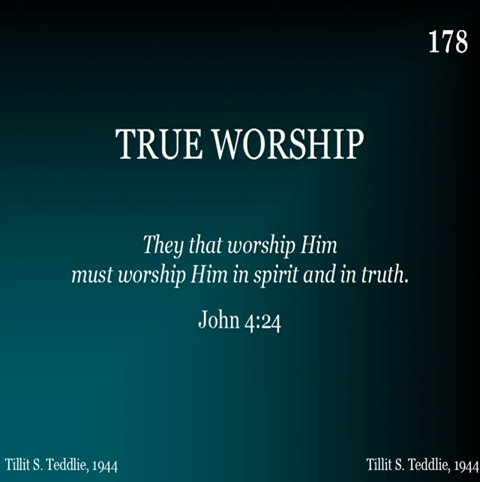 178
TRUE WORSHIP
They that worship Him
must worship Him in spirit and in truth.
John 4:24
Tillit S. Teddlie, 1944
Tillit S. Teddlie, 1944